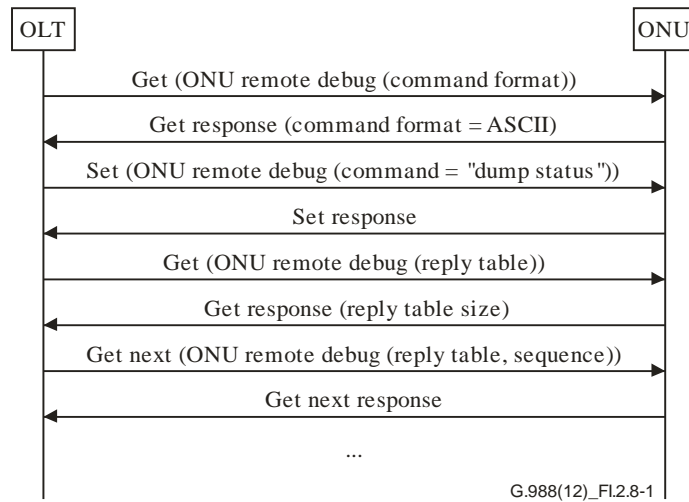 OLT ONU
Get (ONU remote debug (command format))
Get response (command format = ASCII)
Set (ONU remote debug (command = "dump status"))
Set response
Get (ONU remote debug (reply table))
Get response (reply table size)
Get next (ONU remote debug (reply table, sequence))
Get next response
...
G.988(12)_FI.2.8-1